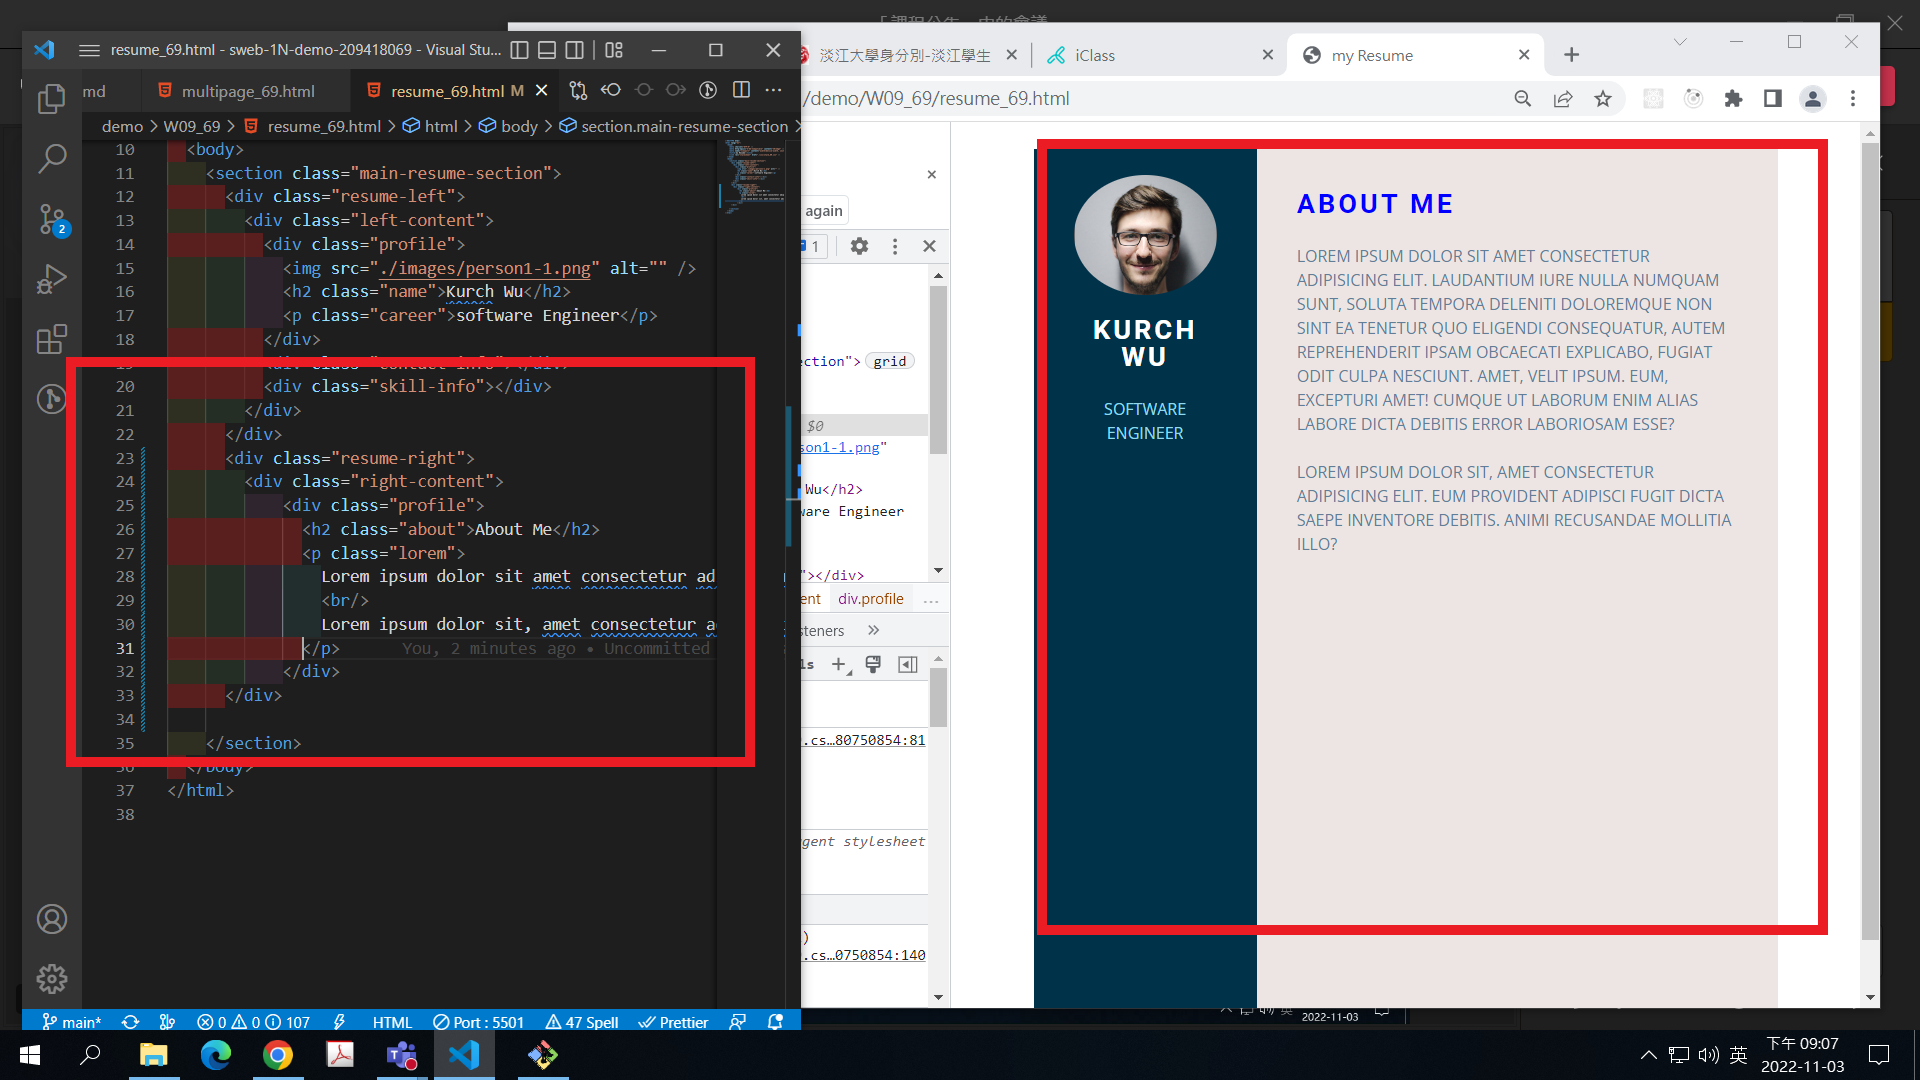 「課程公告」中的會議
resume_69.html - sweb-1N-demo-209418069 - Visual Stu...
淡江大學身分別-淡江學生
iClass
my Resume
md
multipage_69.html
resume_69.html M
/demo/W09_69/resume_69.html
demo > W09_69 > resume_69.html > html > body > section.main-resume-section >
10 <body>
11 <section class="main-resume-section">
12 <div class="resume-left">
13 <div class="left-content">
14 <div class="profile">
15 <img src="./images/person1-1.png" alt="" />
16 <h2 class="name">Kurch Wu</h2>
17 <p class="career">software Engineer</p>
18 </div>
20 <div class="skill-info"></div>
21 </div>
22 </div>
23 <div class="resume-right">
24 <div class="right-content">
25 <div class="profile">
26 <h2 class="about">About Me</h2>
27 <p class="lorem">
28 Lorem ipsum dolor sit amet consectetur ad
29 <br/>
30 Lorem ipsum dolor sit, amet consectetur a
31 </p> You, 2 minutes ago • Uncommitted
32 </div>
33 </div>
34
35 </section>
36 </body>
37 </html>
38
2
again
1
ection"> grid
$0
son1-1.png"
Wu</h2>
ware Engineer
"></div>
ent div.profile ...
steners »
ls
.cs…80750854:81
gent stylesheet
)
.cs…0750854:140
KURCH
WU
SOFTWARE
ENGINEER
ABOUT ME
LOREM IPSUM DOLOR SIT AMET CONSECTETUR
ADIPISICING ELIT. LAUDANTIUM IURE NULLA NUMQUAM
SUNT, SOLUTA TEMPORA DELENITI DOLOREMQUE NON
SINT EA TENETUR QUO ELIGENDI CONSEQUATUR, AUTEM
REPREHENDERIT IPSAM OBCAECATI EXPLICABO, FUGIAT
ODIT CULPA NESCIUNT. AMET, VELIT IPSUM. EUM,
EXCEPTURI AMET! CUMQUE UT LABORUM ENIM ALIAS
LABORE DICTA DEBITIS ERROR LABORIOSAM ESSE?
LOREM IPSUM DOLOR SIT, AMET CONSECTETUR
ADIPISICING ELIT. EUM PROVIDENT ADIPISCI FUGIT DICTA
SAEPE INVENTORE DEBITIS. ANIMI RECUSANDAE MOLLITIA
ILLO?
main* 0 0 107 HTML Port : 5501 47 Spell Prettier
2022-11-03
英
下午 09:07
2022-11-03